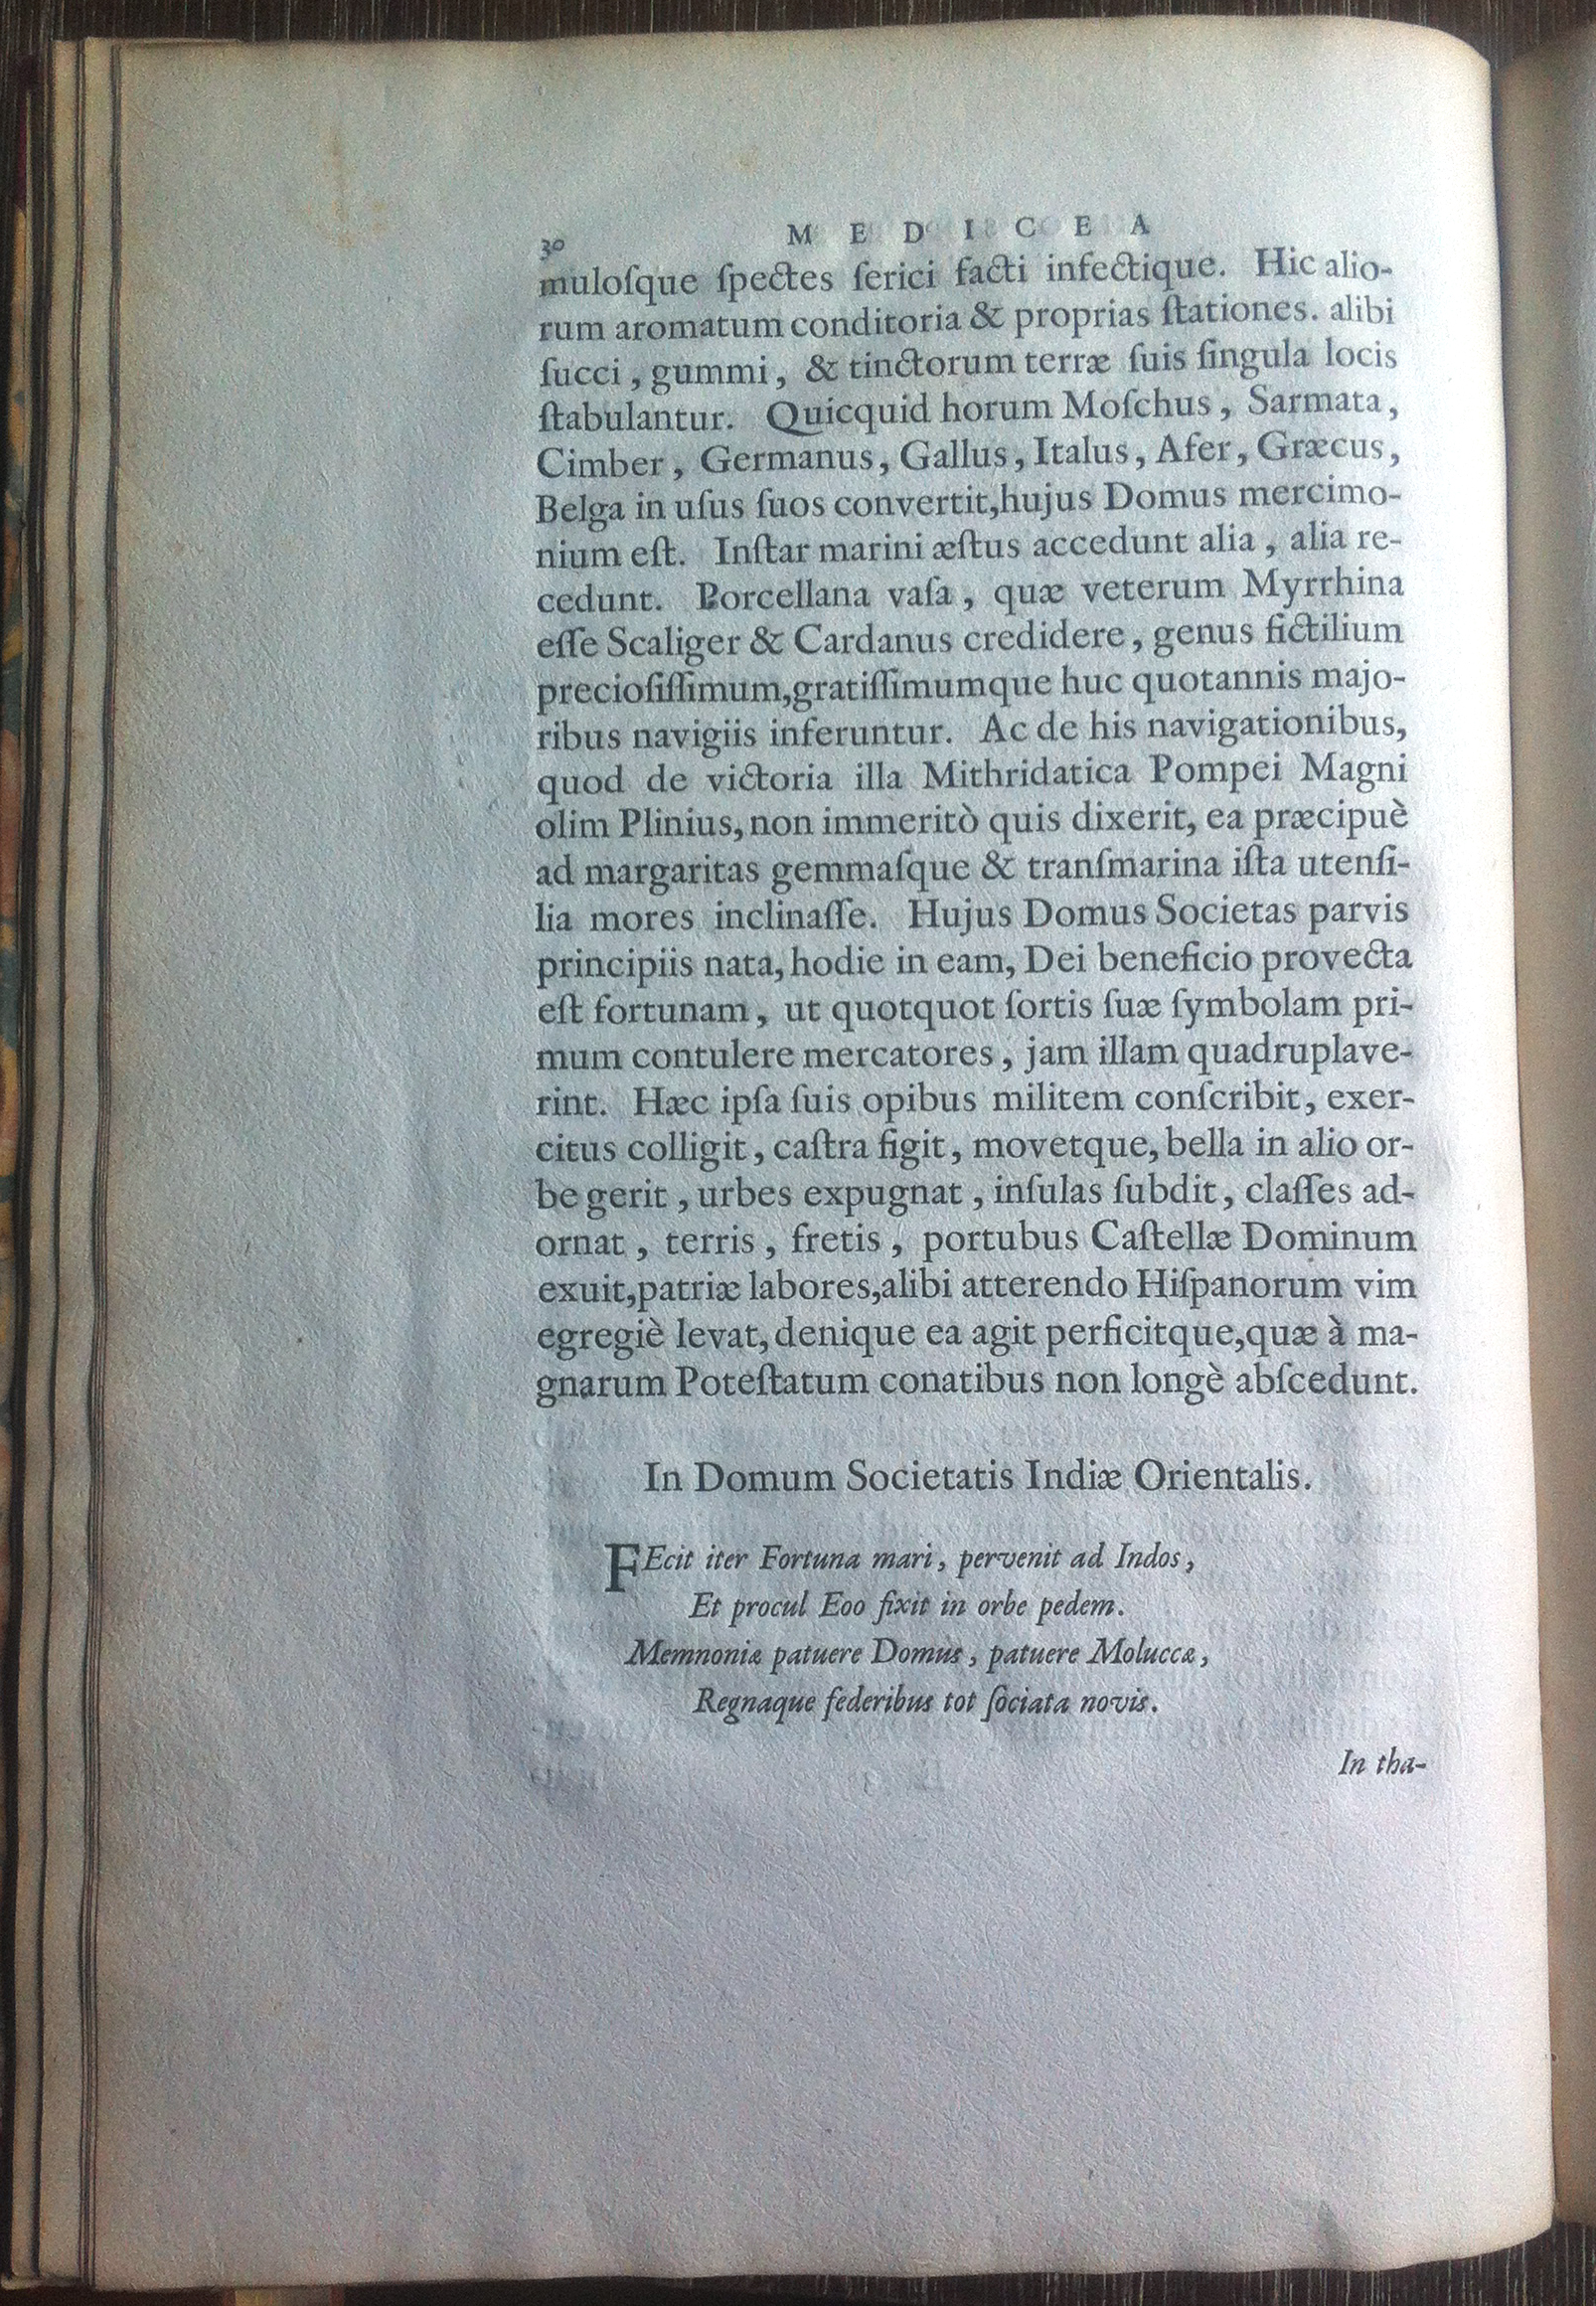 30 MEDICEA
muloſque ſpectes ſerici facti infectique. Hic alio-
rum aromatum conditoria & proprias ſtationes. alibi
ſucci, gummi, & tinctorum terræ ſuis ſingula locis
ſtabulantur. Quicquid horum Moſchus, Sarmata,
Cimber, Germanus, Gallus, Italus, Afer, Græcus,
Belga in uſus ſuos convertit, hujus Domus mercimo-
nium eſt. Inſtar marini æſtus accedunt alia, alia re-
cedunt. Porcellana vaſa, quæ veterum Myrrhina
eſſe Scaliger & Cardanus credidere, genus fictilium
precioſiſſimum, gratiſſimumque huc quotannis majo-
ribus navigiis inferuntur. Ac de his navigationibus,
quod de victoria illa Mithridatica Pompei Magni
olim Plinius, non immeritò quis dixerit, ea præcipuè
ad margaritas gemmaſque & tranſmarina iſta utenſi-
lia mores inclinaſſe. Hujus Domus Societas parvis
principiis nata, hodie in eam, Dei beneficio provecta
eſt fortunam, ut quotquot ſortis ſuæ ſymbolam pri-
mum contulere mercatores, jam illam quadruplave-
rint. Hæc ipſa ſuis opibus militem conſcribit, exer-
citus colligit, caſtra figit, movetque, bella in alio or-
be gerit, urbes expugnat, inſulas ſubdit, claſſes ad-
ornat, terris, fretis, portubus Caſtellæ Dominum
exuit, patriæ labores, alibi atterendo Hiſpanorum vim
egregiè levat, denique ea agit perficitque, quæ à ma-
gnarum Poteſtatum conatibus non longè abſcedunt.
In Domum Societatis Indiæ Orientalis.
FEcit iter Fortuna mari, pervenit ad Indos,
Et procul Eoo fixit in orbe pedem.
Memnoniæ patuere Domus, patuere Moluccæ,
Regnaque federibus tot ſociata novis.
In tha-